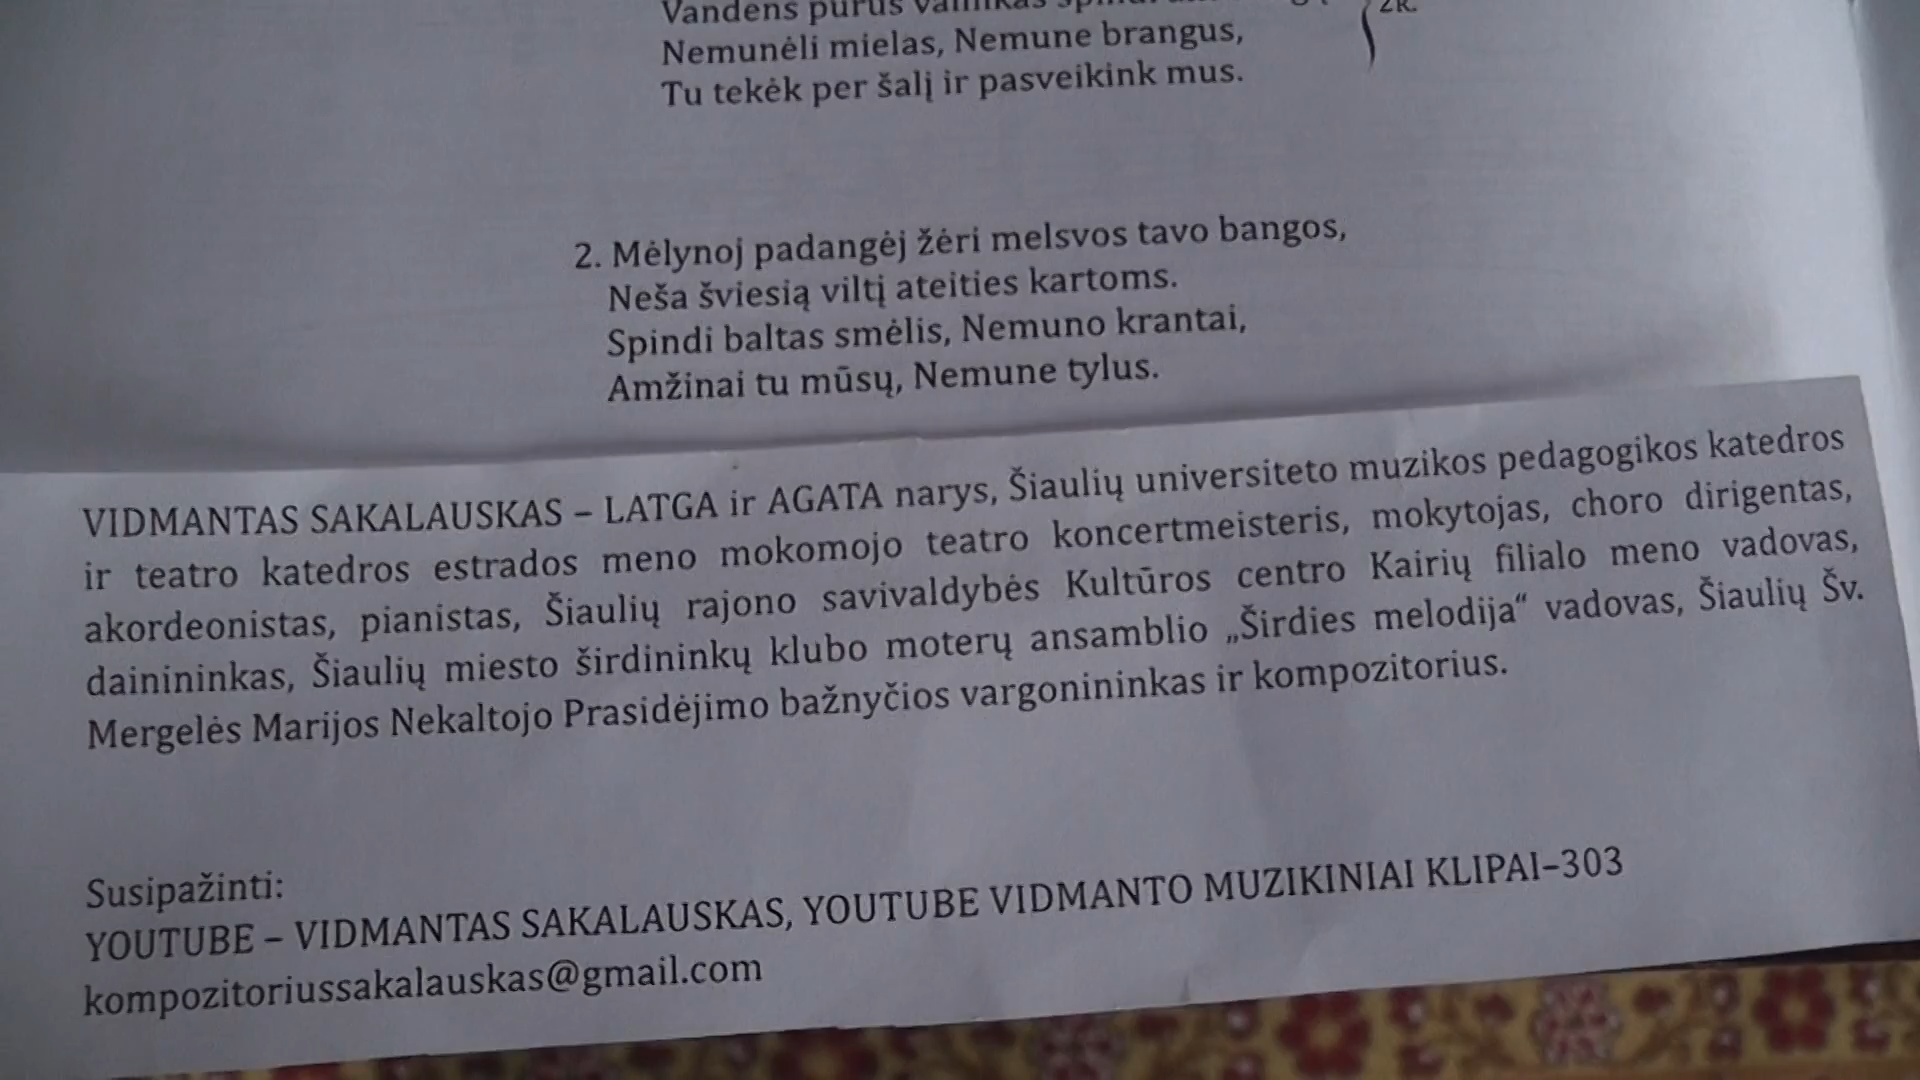 Vandens purus vainikas
Nemunėli mielas, Nemune brangus,
Tu tekėk per šalį ir pasveikink mus.
2k.
2. Mėlynoj padangėj žėri melsvos tavo bangos,
Neša šviesią viltį ateities kartoms.
Spindi baltas smėlis, Nemuno krantai,
Amžinai tu mūsų, Nemune tylus.
VIDMANTAS SAKALAUSKAS – LATGA ir AGATA narys, Šiaulių universiteto muzikos pedagogikos katedros
ir teatro katedros estrados meno mokomojo teatro koncertmeisteris, mokytojas, choro dirigentas,
akordeonistas, pianistas, Šiaulių rajono savivaldybės Kultūros centro Kairių filialo meno vadovas,
dainininkas, Šiaulių miesto širdininkų klubo moterų ansamblio „Širdies melodija“ vadovas, Šiaulių Šv.
Mergelės Marijos Nekaltojo Prasidėjimo bažnyčios vargonininkas ir kompozitorius.
Susipažinti:
YOUTUBE – VIDMANTAS SAKALAUSKAS, YOUTUBE VIDMANTO MUZIKINIAI KLIPAI–303
kompozitoriussakalauskas@gmail.com